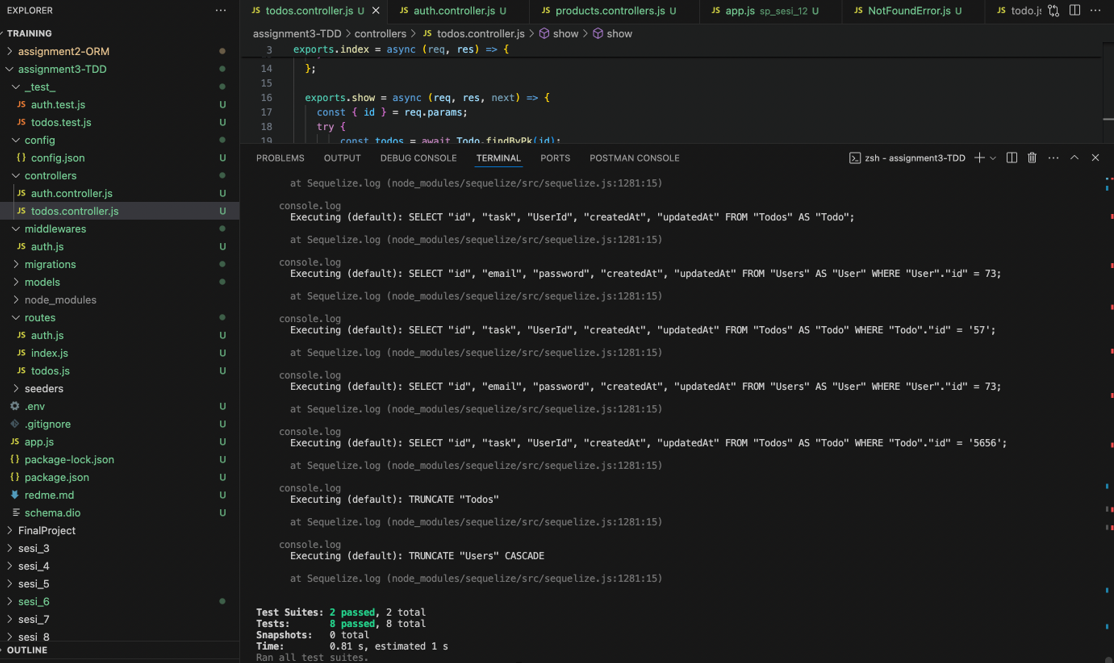 EXPLORER
TRAINING
assignment2-ORM
assignment3-TDD
_test_
JS auth.test.js U
JS todos.test.js U
config
{} config.json U
controllers
JS auth.controller.js U
JS todos.controller.js U
middlewares
JS auth.js U
migrations
models
node_modules
routes
JS auth.js U
JS index.js U
JS todos.js U
seeders
.env U
.gitignore U
JS app.js U
{} package-lock.json U
{} package.json U
redme.md U
schema.dio U
FinalProject
sesi_3
sesi_4
sesi_5
sesi_6
sesi_7
sesi_8
OUTLINE
JS todos.controller.js U JS auth.controller.js U JS products.controllers.js U JS app.js sp_sesi_12 U JS NotFoundError.js U JS todo.js
assignment3-TDD > controllers > JS todos.controller.js > show > show
3 exports.index = async (req, res) => {
14 };
15
16 exports.show = async (req, res, next) => {
17 const { id } = req.params;
18 try {
19 const todos = await Todo.findByPk(id);
PROBLEMS OUTPUT DEBUG CONSOLE TERMINAL PORTS POSTMAN CONSOLE zsh - assignment3-TDD
at Sequelize.log (node_modules/sequelize/src/sequelize.js:1281:15)
console.log
Executing (default): SELECT "id", "task", "UserId", "createdAt", "updatedAt" FROM "Todos" AS "Todo";
at Sequelize.log (node_modules/sequelize/src/sequelize.js:1281:15)
console.log
Executing (default): SELECT "id", "email", "password", "createdAt", "updatedAt" FROM "Users" AS "User" WHERE "User"."id" = 73;
at Sequelize.log (node_modules/sequelize/src/sequelize.js:1281:15)
console.log
Executing (default): SELECT "id", "task", "UserId", "createdAt", "updatedAt" FROM "Todos" AS "Todo" WHERE "Todo"."id" = '57';
at Sequelize.log (node_modules/sequelize/src/sequelize.js:1281:15)
console.log
Executing (default): SELECT "id", "email", "password", "createdAt", "updatedAt" FROM "Users" AS "User" WHERE "User"."id" = 73;
at Sequelize.log (node_modules/sequelize/src/sequelize.js:1281:15)
console.log
Executing (default): SELECT "id", "task", "UserId", "createdAt", "updatedAt" FROM "Todos" AS "Todo" WHERE "Todo"."id" = '5656';
at Sequelize.log (node_modules/sequelize/src/sequelize.js:1281:15)
console.log
Executing (default): TRUNCATE "Todos"
at Sequelize.log (node_modules/sequelize/src/sequelize.js:1281:15)
console.log
Executing (default): TRUNCATE "Users" CASCADE
at Sequelize.log (node_modules/sequelize/src/sequelize.js:1281:15)
Test Suites: 2 passed, 2 total
Tests: 8 passed, 8 total
Snapshots: 0 total
Time: 0.81 s, estimated 1 s
Ran all test suites.